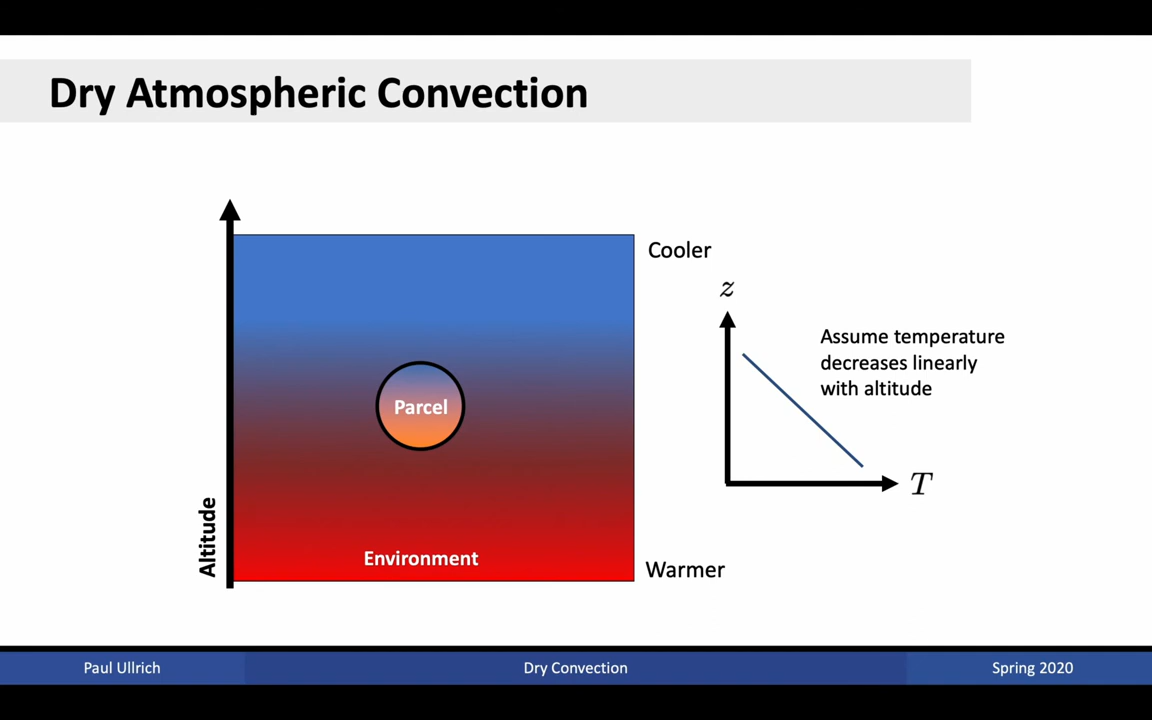 Dry Atmospheric Convection
Cooler
z
Assume temperature
decreases linearly
with altitude
Parcel
T
Altitude
Environment
Warmer
Paul Ullrich
Dry Convection
Spring 2020